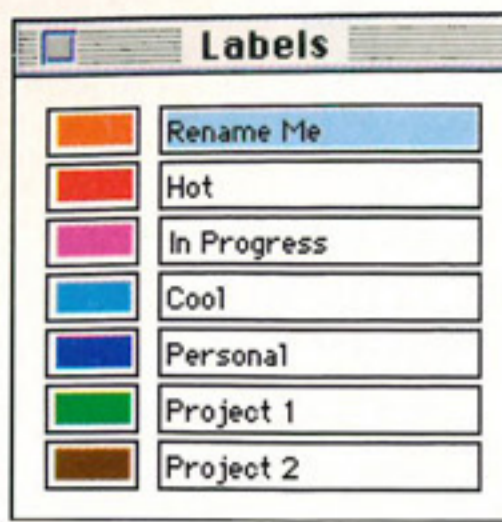 Labels
Rename Me
Hot
In Progress
Cool
Personal
Project 1
Project 2